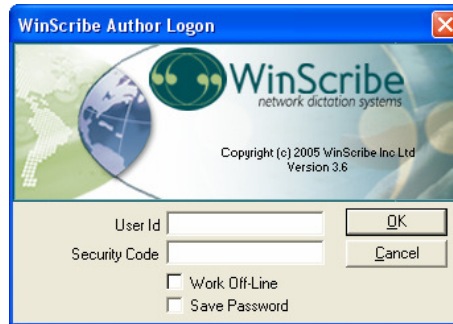 WinScribe Author Logon
WinScribe
network dictation systems
Copyright (c) 2005 WinScribe Inc Ltd
Version 3.6
User Id
OK
Security Code
Cancel
Work Off-Line
Save Password